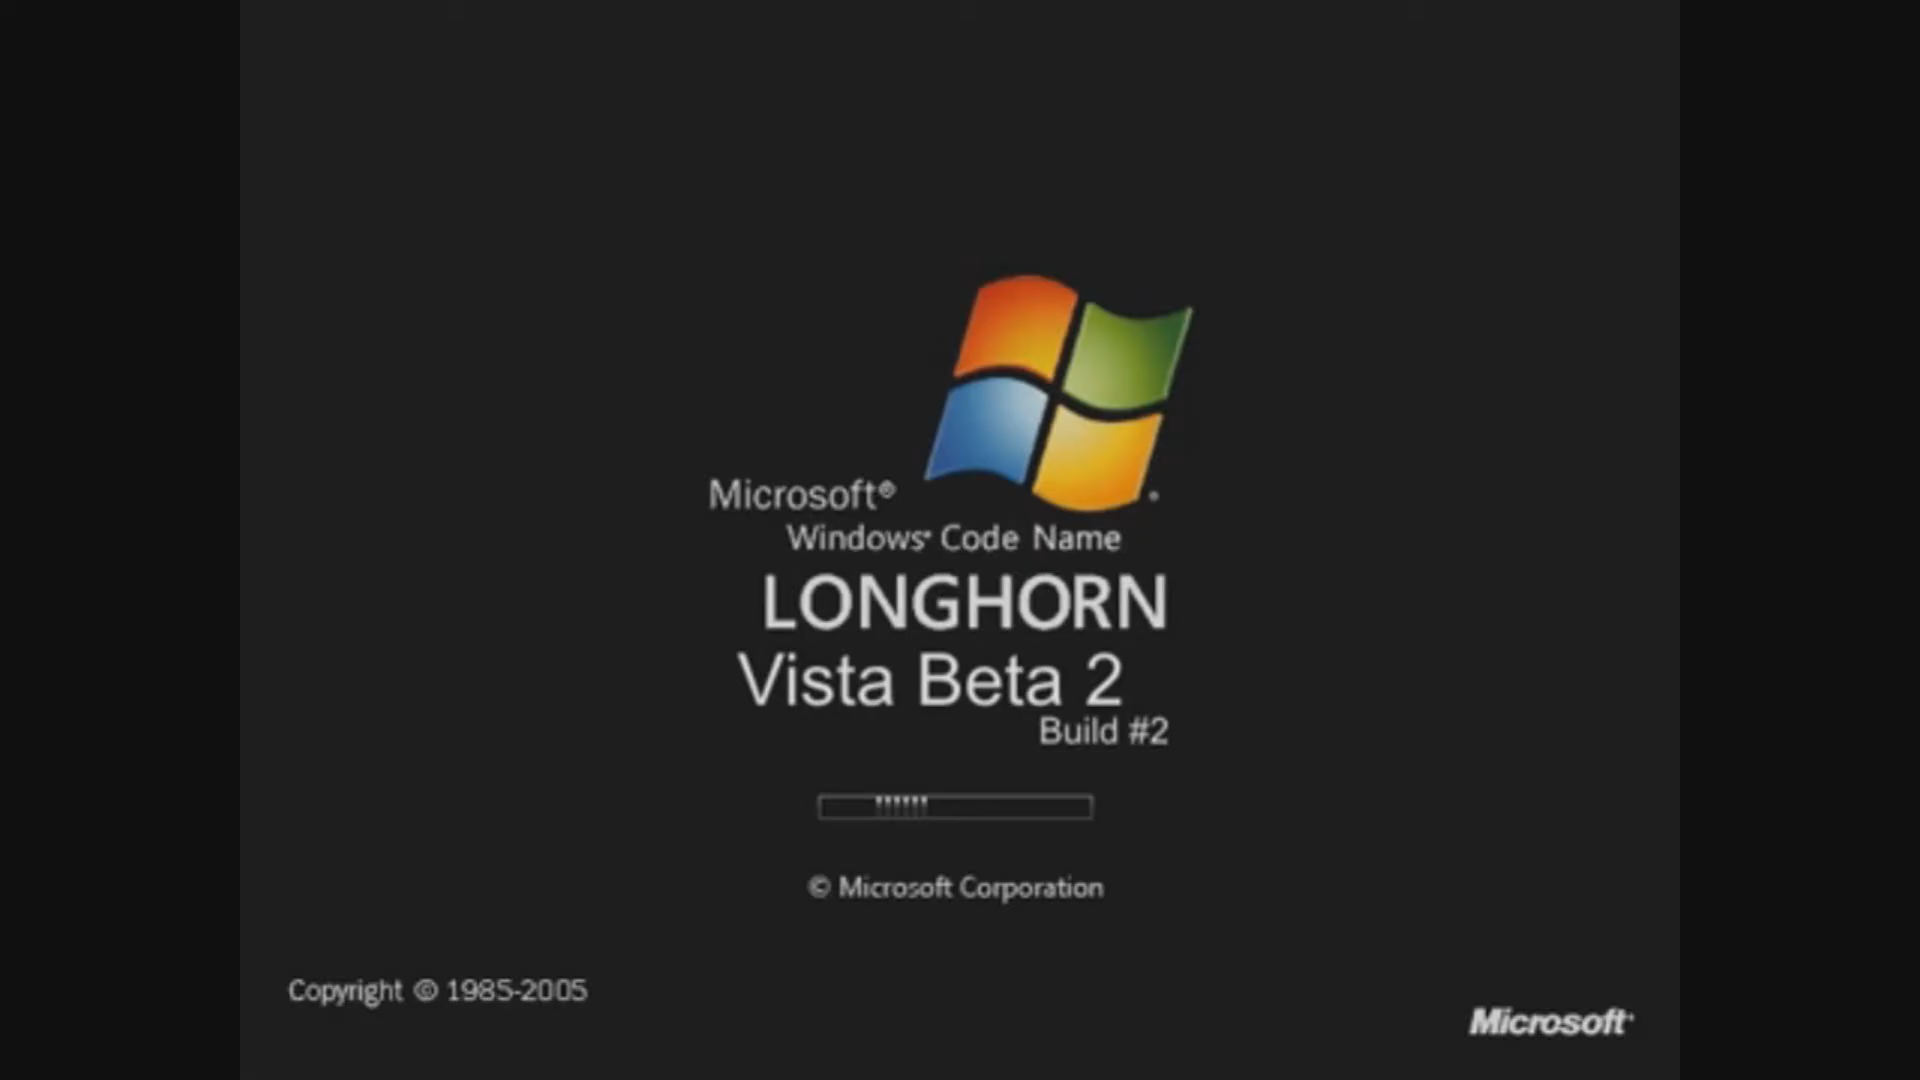 Microsoft®
Windows® Code Name
LONGHORN
Vista Beta 2
Build #2
© Microsoft Corporation
Copyright © 1985-2005
Microsoft®